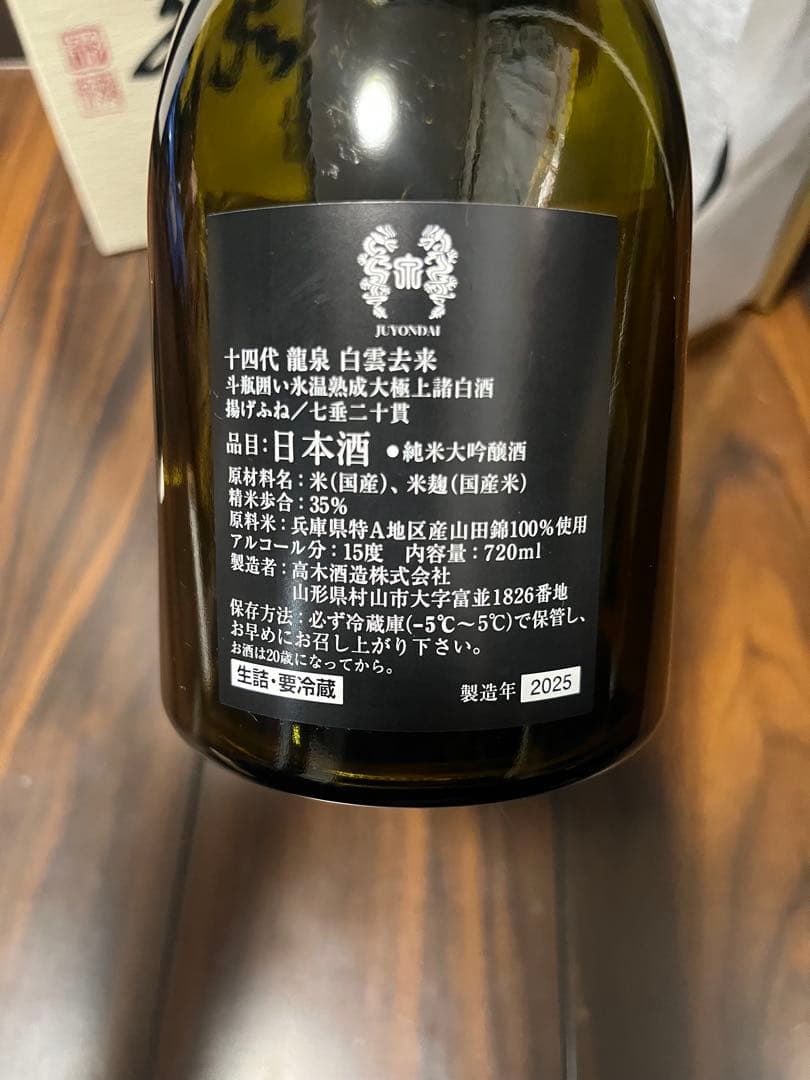 JUYONDAI
十四代 龍泉 白雲去来
斗瓶囲い氷温熟成大極上諸白酒
揚げふね／七垂二十貫
品目：日本酒 ●純米大吟醸酒
原材料名：米（国産）、米麹（国産米）
精米歩合：35％
原料米：兵庫県特A地区産山田錦100％使用
アルコール分：15度 内容量：720ml
製造者：高木酒造株式会社
山形県村山市大字富並1826番地
保存方法：必ず冷蔵庫（-5℃～5℃）で保管し、
お早めにお召し上がり下さい。
お酒は20歳になってから。
生詰・要冷蔵 製造年 2025